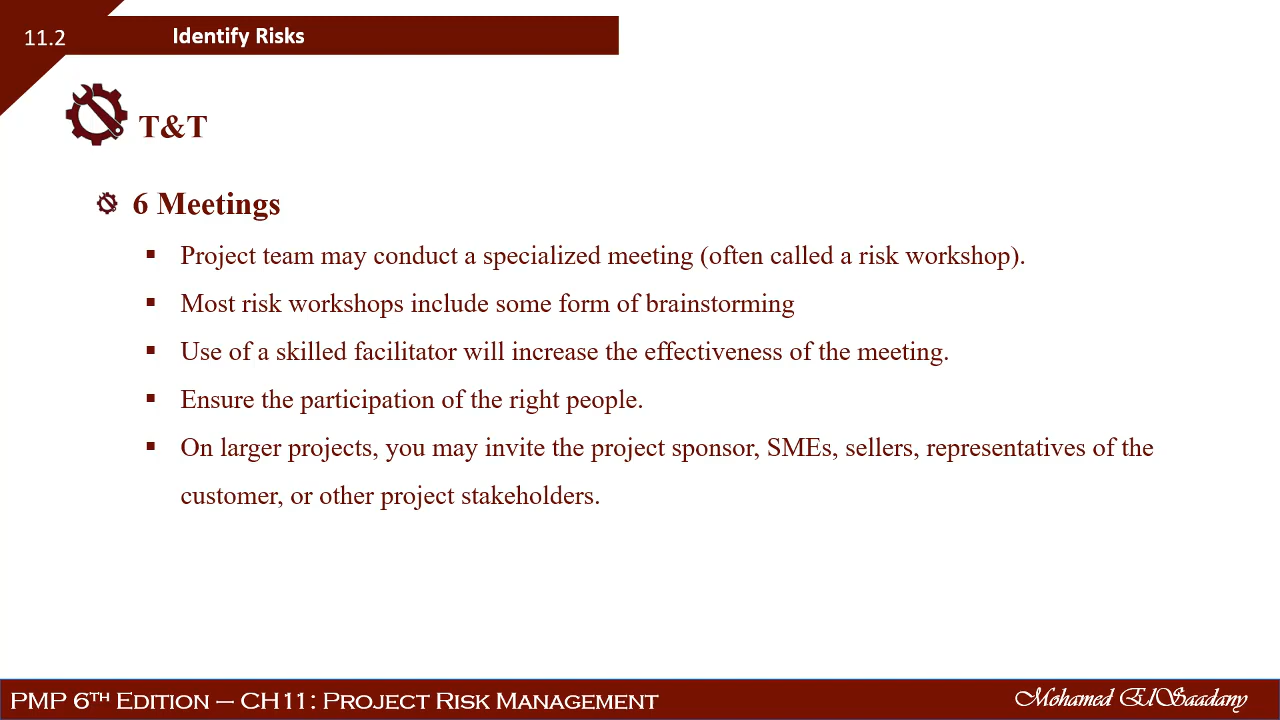 11.2
Identify Risks
T&T
6 Meetings
▪ Project team may conduct a specialized meeting (often called a risk workshop).
▪ Most risk workshops include some form of brainstorming
▪ Use of a skilled facilitator will increase the effectiveness of the meeting.
▪ Ensure the participation of the right people.
▪ On larger projects, you may invite the project sponsor, SMEs, sellers, representatives of the
customer, or other project stakeholders.
PMP 6TH Edition – CH11: Project Risk Management
Mohamed ElSaadany